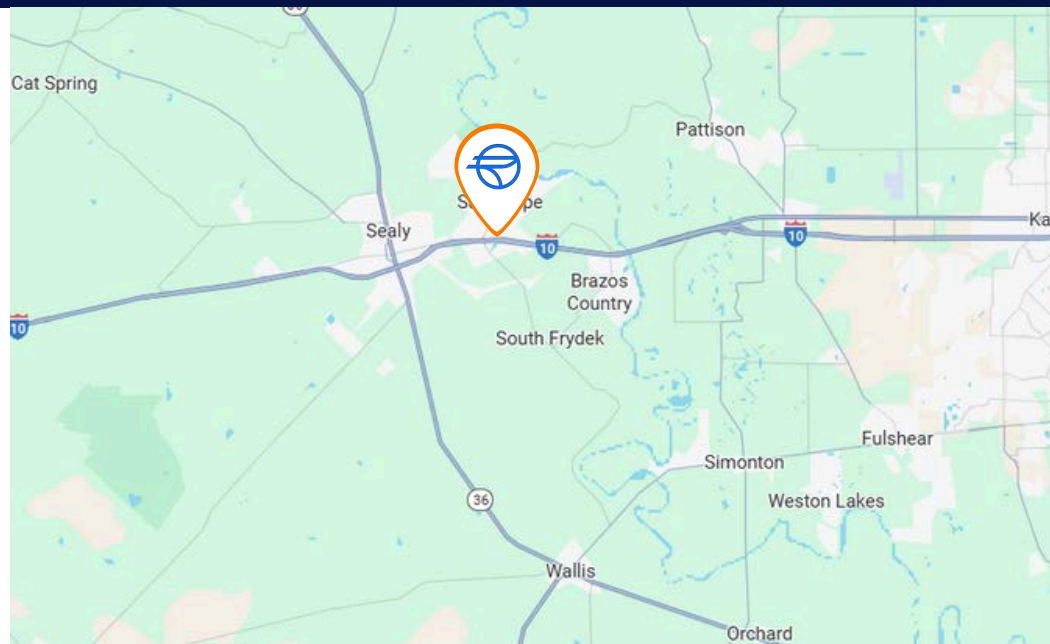 Cat Spring
Pattison
Sealy
10
10
Ka
Brazos
Country
10
South Frydek
Fulshear
Simonton
36
Weston Lakes
Wallis
Orchard